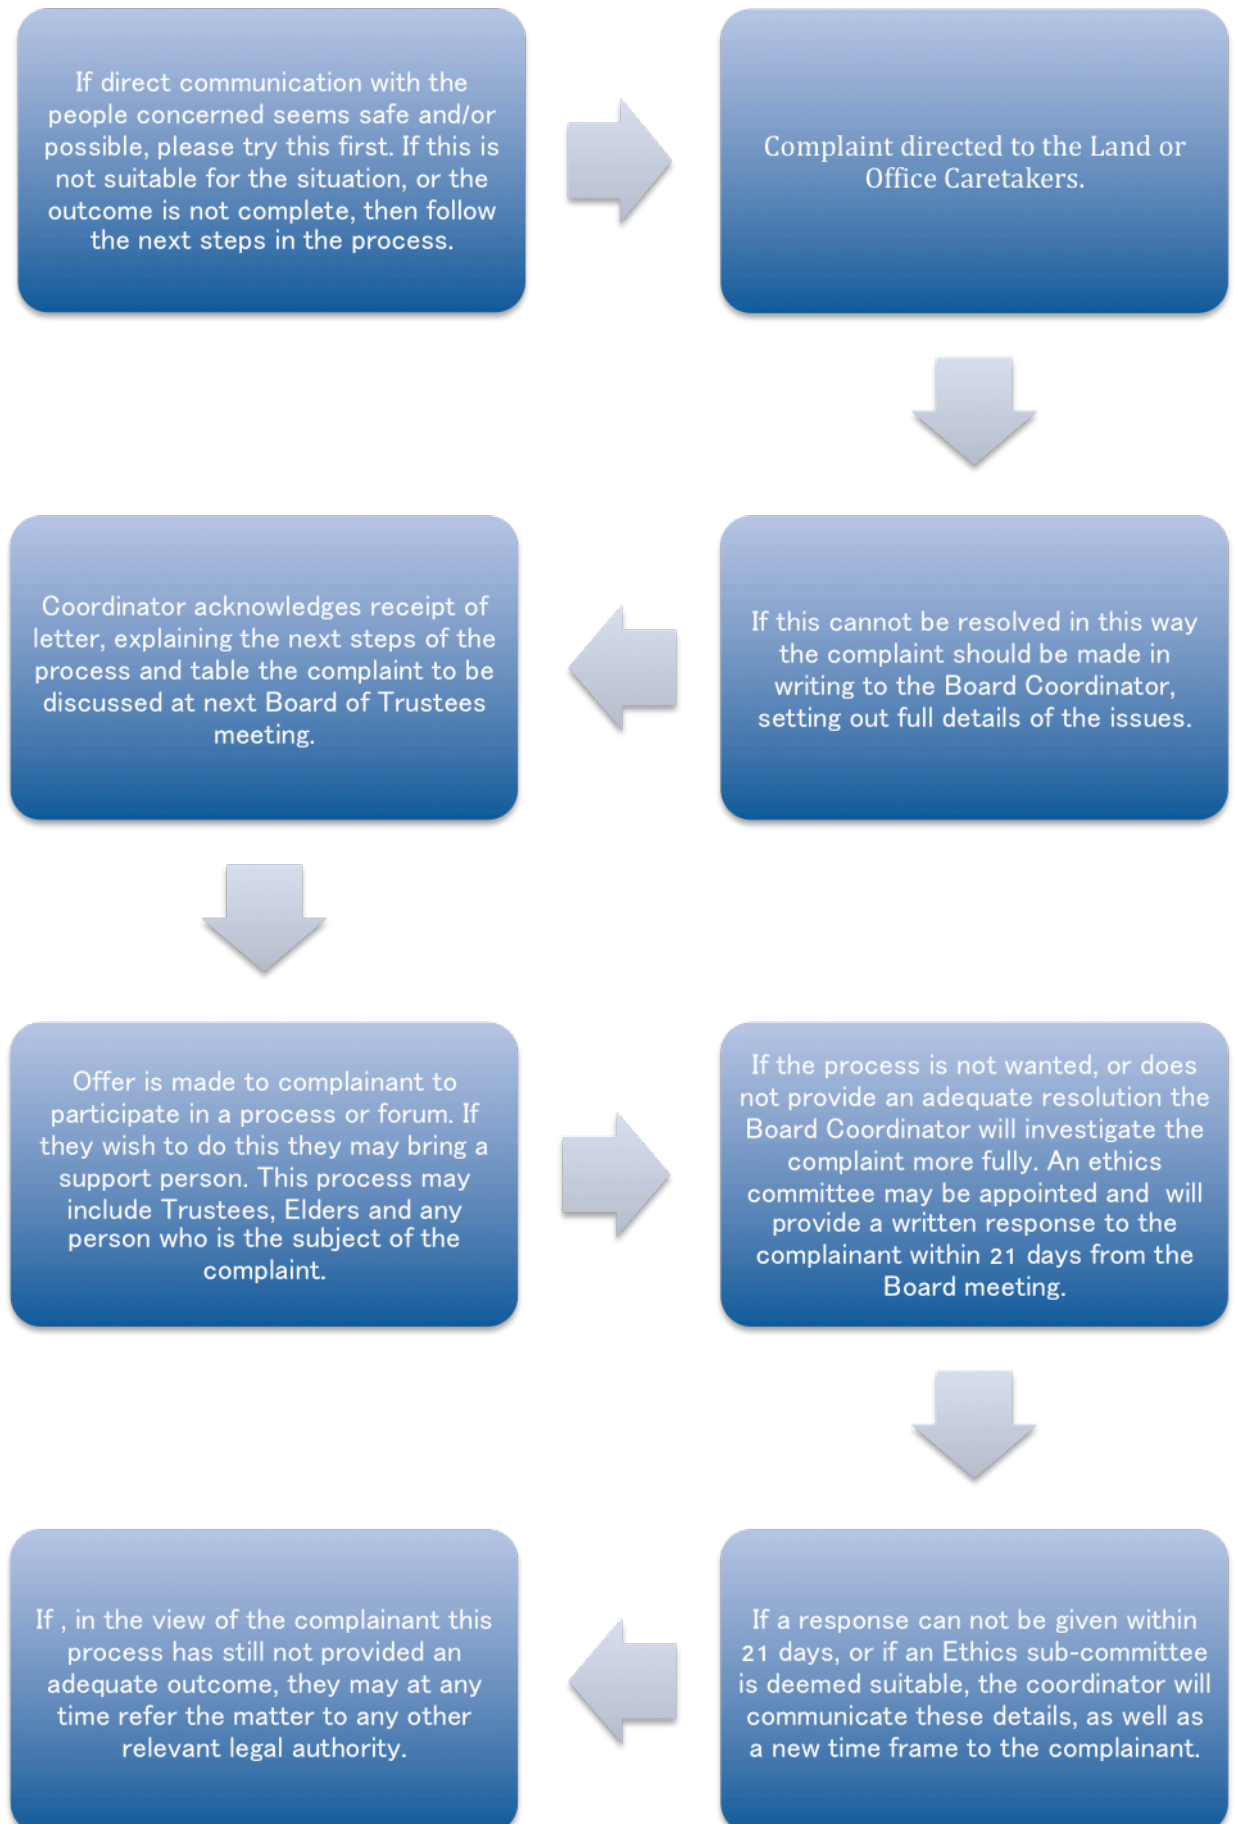 If direct communication with the
people concerned seems safe and/or
possible, please try this first. If this is
not suitable for the situation, or the
outcome is not complete, then follow
the next steps in the process.
Complaint directed to the Land or
Office Caretakers.
If this cannot be resolved in this way
the complaint should be made in
writing to the Board Coordinator,
setting out full details of the issues.
Coordinator acknowledges receipt of
letter, explaining the next steps of the
process and table the complaint to be
discussed at next Board of Trustees
meeting.
Offer is made to complainant to
participate in a process or forum. If
they wish to do this they may bring a
support person. This process may
include Trustees, Elders and any
person who is the subject of the
complaint.
If the process is not wanted, or does
not provide an adequate resolution the
Board Coordinator will investigate the
complaint more fully. An ethics
committee may be appointed and  will
provide a written response to the
complainant within 21 days from the
Board meeting.
If a response can not be given within
21 days, or if an Ethics sub-committee
is deemed suitable, the coordinator will
communicate these details, as well as
a new time frame to the complainant.
If , in the view of the complainant this
process has still not provided an
adequate outcome, they may at any
time refer the matter to any other
relevant legal authority.